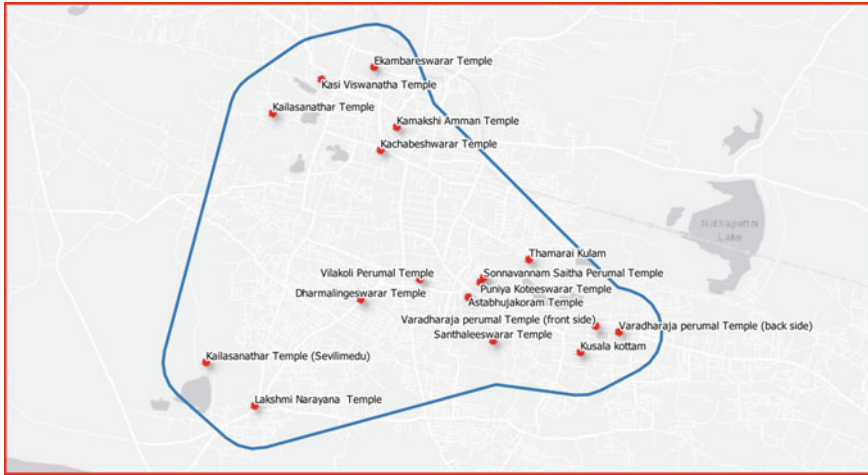 Ekambareswarar Temple
Kasi Viswanatha Temple
Kailasanathar Temple
Kamakshi Amman Temple
Kachabeshwarar Temple
Nathapettai
Lake
Thamarai Kulam
Vilakoli Perumal Temple
Sonnavannam Saitha Perumal Temple
Puniya Koteeswarar Temple
Dharmalingeswarar Temple
Astabhujakoram Temple
Varadharaja perumal Temple (front side)
Varadharaja perumal Temple (back side)
Santhaleeswarar Temple
Kusala kottam
Kailasanathar Temple (Sevilimedu)
Lakshmi Narayana  Temple